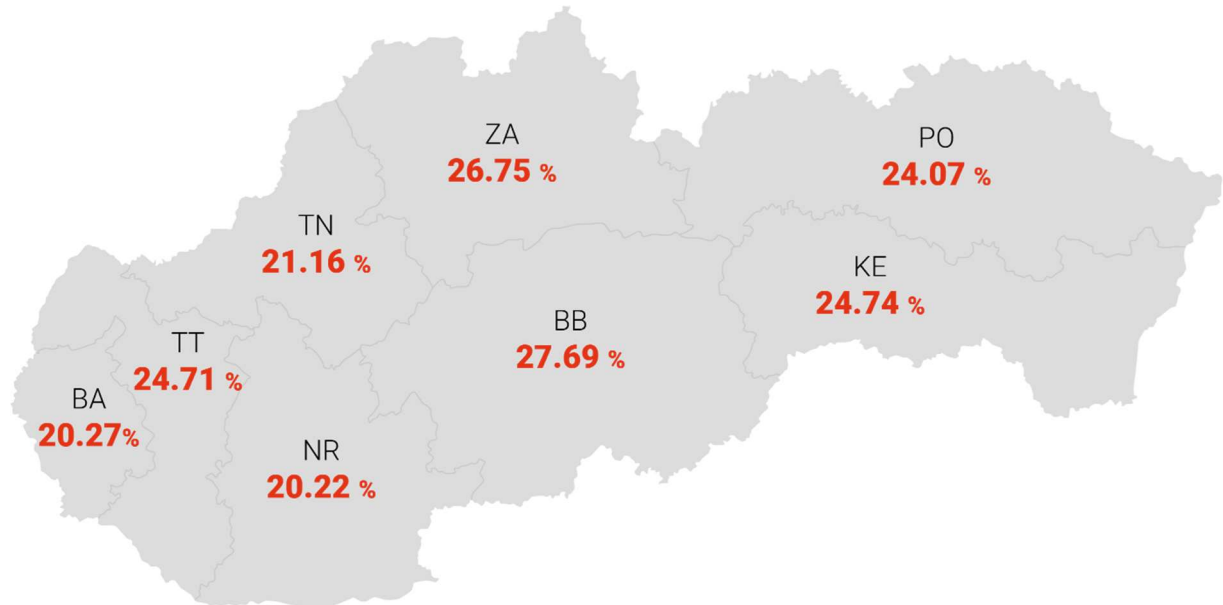 ZA
26.75 %
PO
24.07 %
TN
21.16 %
KE
24.74 %
BB
27.69 %
TT
24.71 %
BA
20.27%
NR
20.22 %